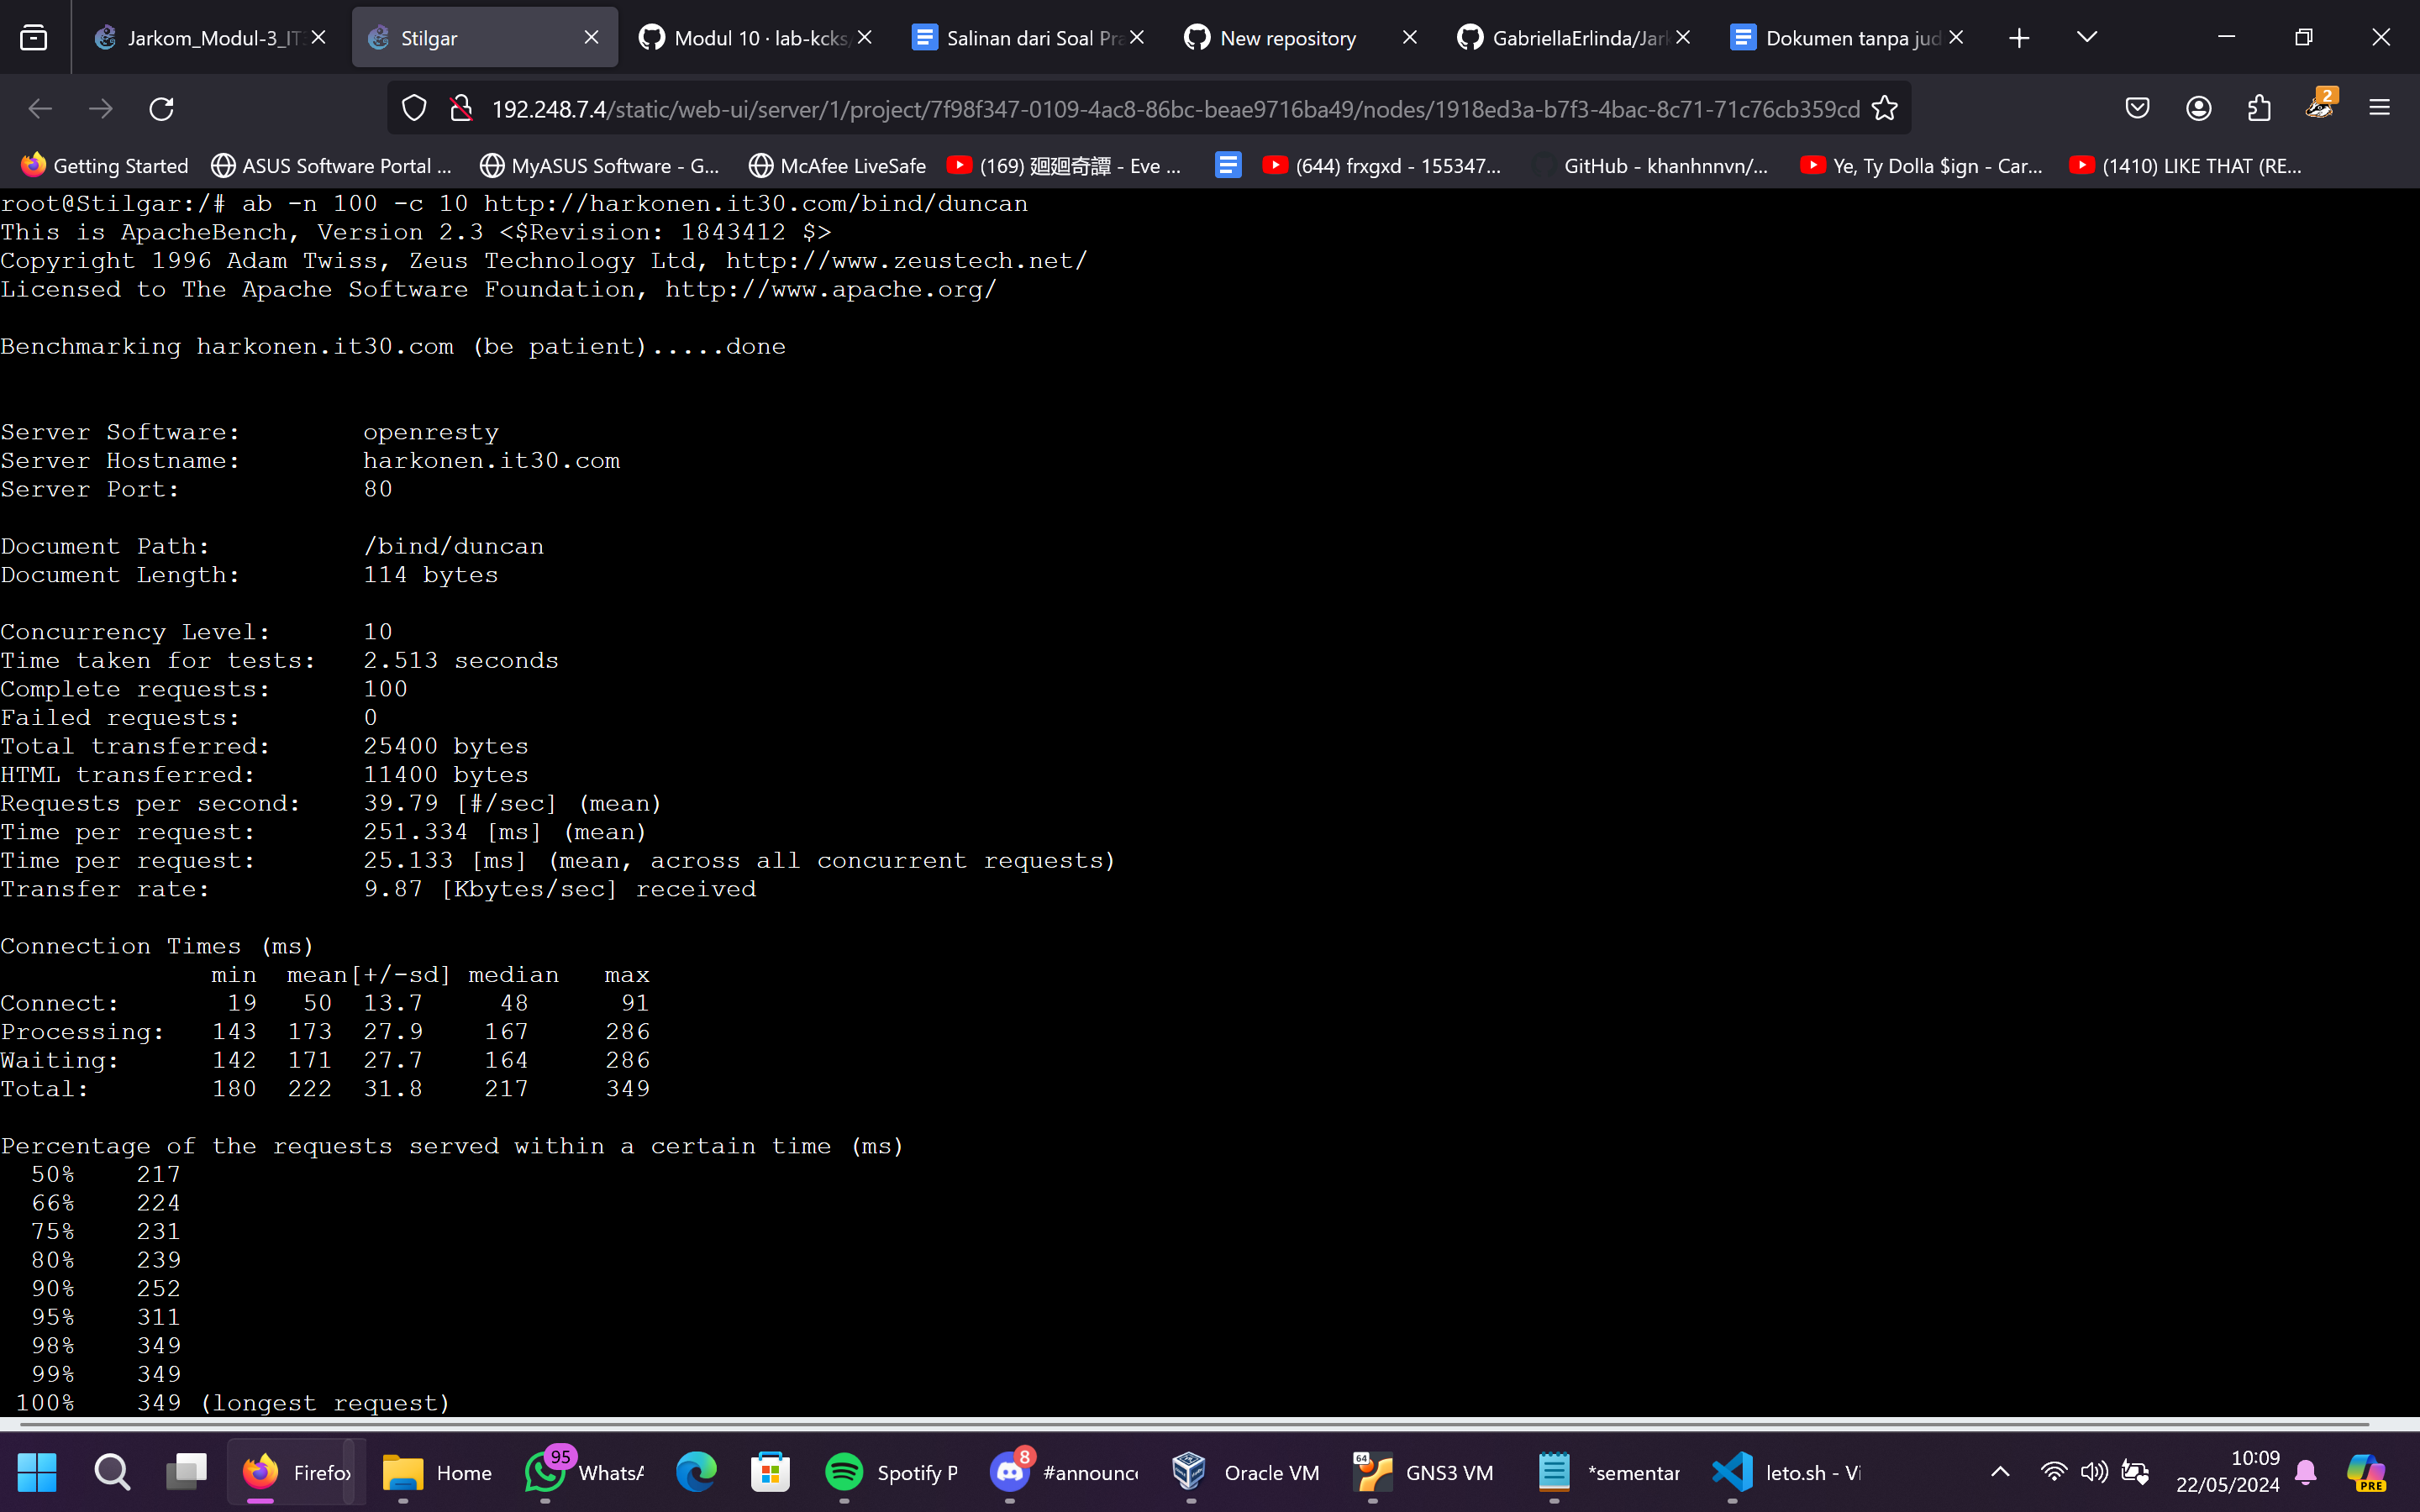 Jarkom_Modul-3_IT3
Stilgar
Modul 10 · lab-kcks
Salinan dari Soal Pra
New repository
GabriellaErlinda/Jark
Dokumen tanpa jud
192.248.7.4/static/web-ui/server/1/project/7f98f347-0109-4ac8-86bc-beae9716ba49/nodes/1918ed3a-b7f3-4bac-8c71-71c76cb359cd
2
Getting Started
ASUS Software Portal ...
MyASUS Software - G...
McAfee LiveSafe
(169) 廻廻奇譚 - Eve ...
(644) frxgxd - 155347...
GitHub - khanhnnvn/...
Ye, Ty Dolla $ign - Car...
(1410) LIKE THAT (RE...
root@Stilgar:/# ab -n 100 -c 10 http://harkonen.it30.com/bind/duncan
This is ApacheBench, Version 2.3 <$Revision: 1843412 $>
Copyright 1996 Adam Twiss, Zeus Technology Ltd, http://www.zeustech.net/
Licensed to The Apache Software Foundation, http://www.apache.org/
Benchmarking harkonen.it30.com (be patient).....done
Server Software:        openresty
Server Hostname:        harkonen.it30.com
Server Port:            80
Document Path:          /bind/duncan
Document Length:        114 bytes
Concurrency Level:      10
Time taken for tests:   2.513 seconds
Complete requests:      100
Failed requests:        0
Total transferred:      25400 bytes
HTML transferred:       11400 bytes
Requests per second:    39.79 [#/sec] (mean)
Time per request:       251.334 [ms] (mean)
Time per request:       25.133 [ms] (mean, across all concurrent requests)
Transfer rate:          9.87 [Kbytes/sec] received
Connection Times (ms)
              min  mean[+/-sd] median   max
Connect:       19   50  13.7     48      91
Processing:   143  173  27.9    167     286
Waiting:      142  171  27.7    164     286
Total:        180  222  31.8    217     349
Percentage of the requests served within a certain time (ms)
  50%    217
  66%    224
  75%    231
  80%    239
  90%    252
  95%    311
  98%    349
  99%    349
 100%    349 (longest request)
Firefox
Home
95
WhatsA
Spotify P
8
#announce
Oracle VM
64
GNS3 VM
*sementar
leto.sh - Vi
10:09
22/05/2024
PRE